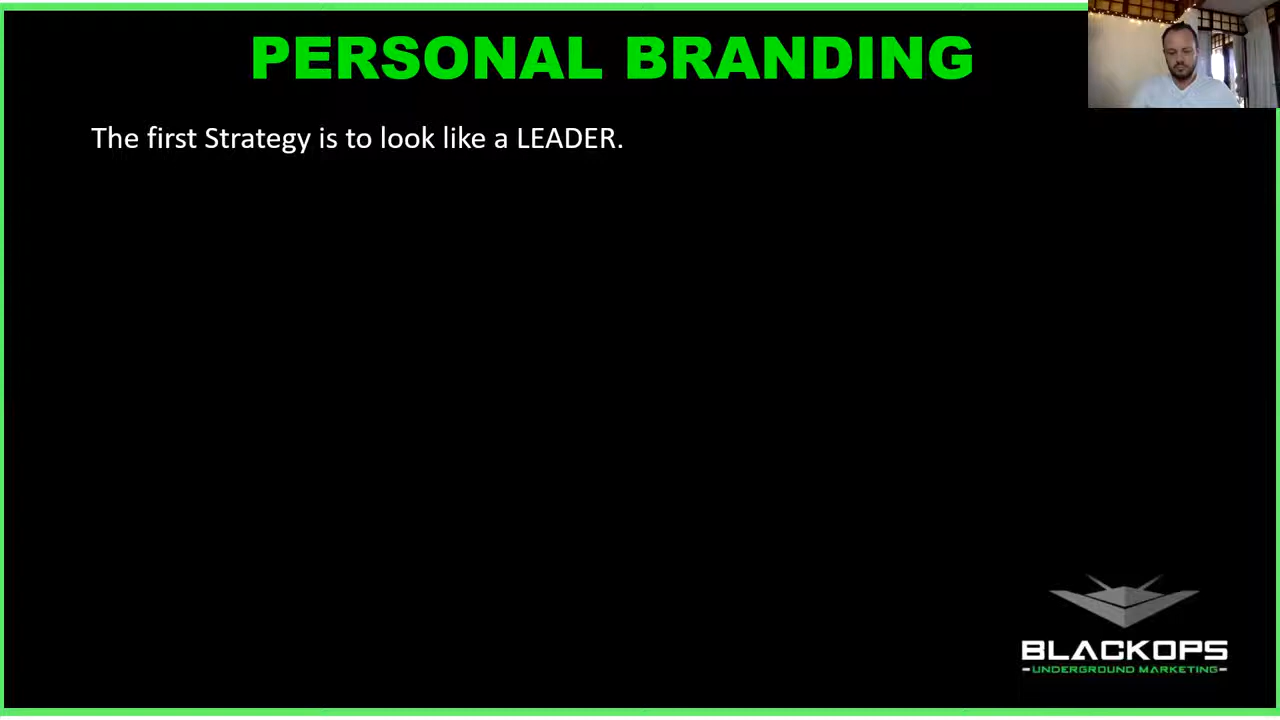 PERSONAL BRANDING
The first Strategy is to look like a LEADER.
BLACKOPS
UNDERGROUND MARKETING